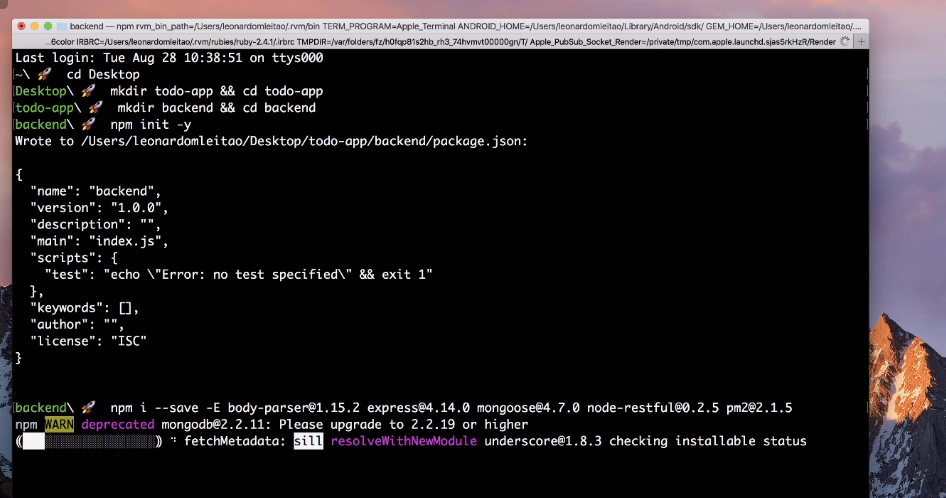 backend — npm rvm_bin_path=/Users/leonardomleitao/.rvm/bin TERM_PROGRAM=Apple_Terminal ANDROID_HOME=/Users/leonardomleitao/Library/Android/sdk/ GEM_HOME=/Users/leonardomleitao/....
...6color IRBRC=/Users/leonardomleitao/.rvm/rubies/ruby-2.4.1/.irbrc TMPDIR=/var/folders/fz/h0fqp81s2hb_rh3_74hvmvt00000gn/T/ Apple_PubSub_Socket_Render=/private/tmp/com.apple.launchd.sjas5rkHzR/Render +
Last login: Tue Aug 28 10:38:51 on ttys000
~\ 🚀 cd Desktop
Desktop\ 🚀 mkdir todo-app && cd todo-app
todo-app\ 🚀 mkdir backend && cd backend
backend\ 🚀 npm init -y
Wrote to /Users/leonardomleitao/Desktop/todo-app/backend/package.json:
{
"name": "backend",
"version": "1.0.0",
"description": "",
"main": "index.js",
"scripts": {
"test": "echo \"Error: no test specified\" && exit 1"
},
"keywords": [],
"author": "",
"license": "ISC"
}
backend\ 🚀 npm i --save -E body-parser@1.15.2 express@4.14.0 mongoose@4.7.0 node-restful@0.2.5 pm2@2.1.5
npm WARN deprecated mongodb@2.2.11: Please upgrade to 2.2.19 or higher
(██░░░░░░░░░░░░░░░░) ⠙ fetchMetadata: sill resolveWithNewModule underscore@1.8.3 checking installable status